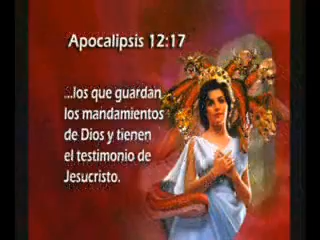 Apocalipsis 12:17
...los que guardan
los mandamientos
de Dios y tienen
el testimonio de
Jesucristo.